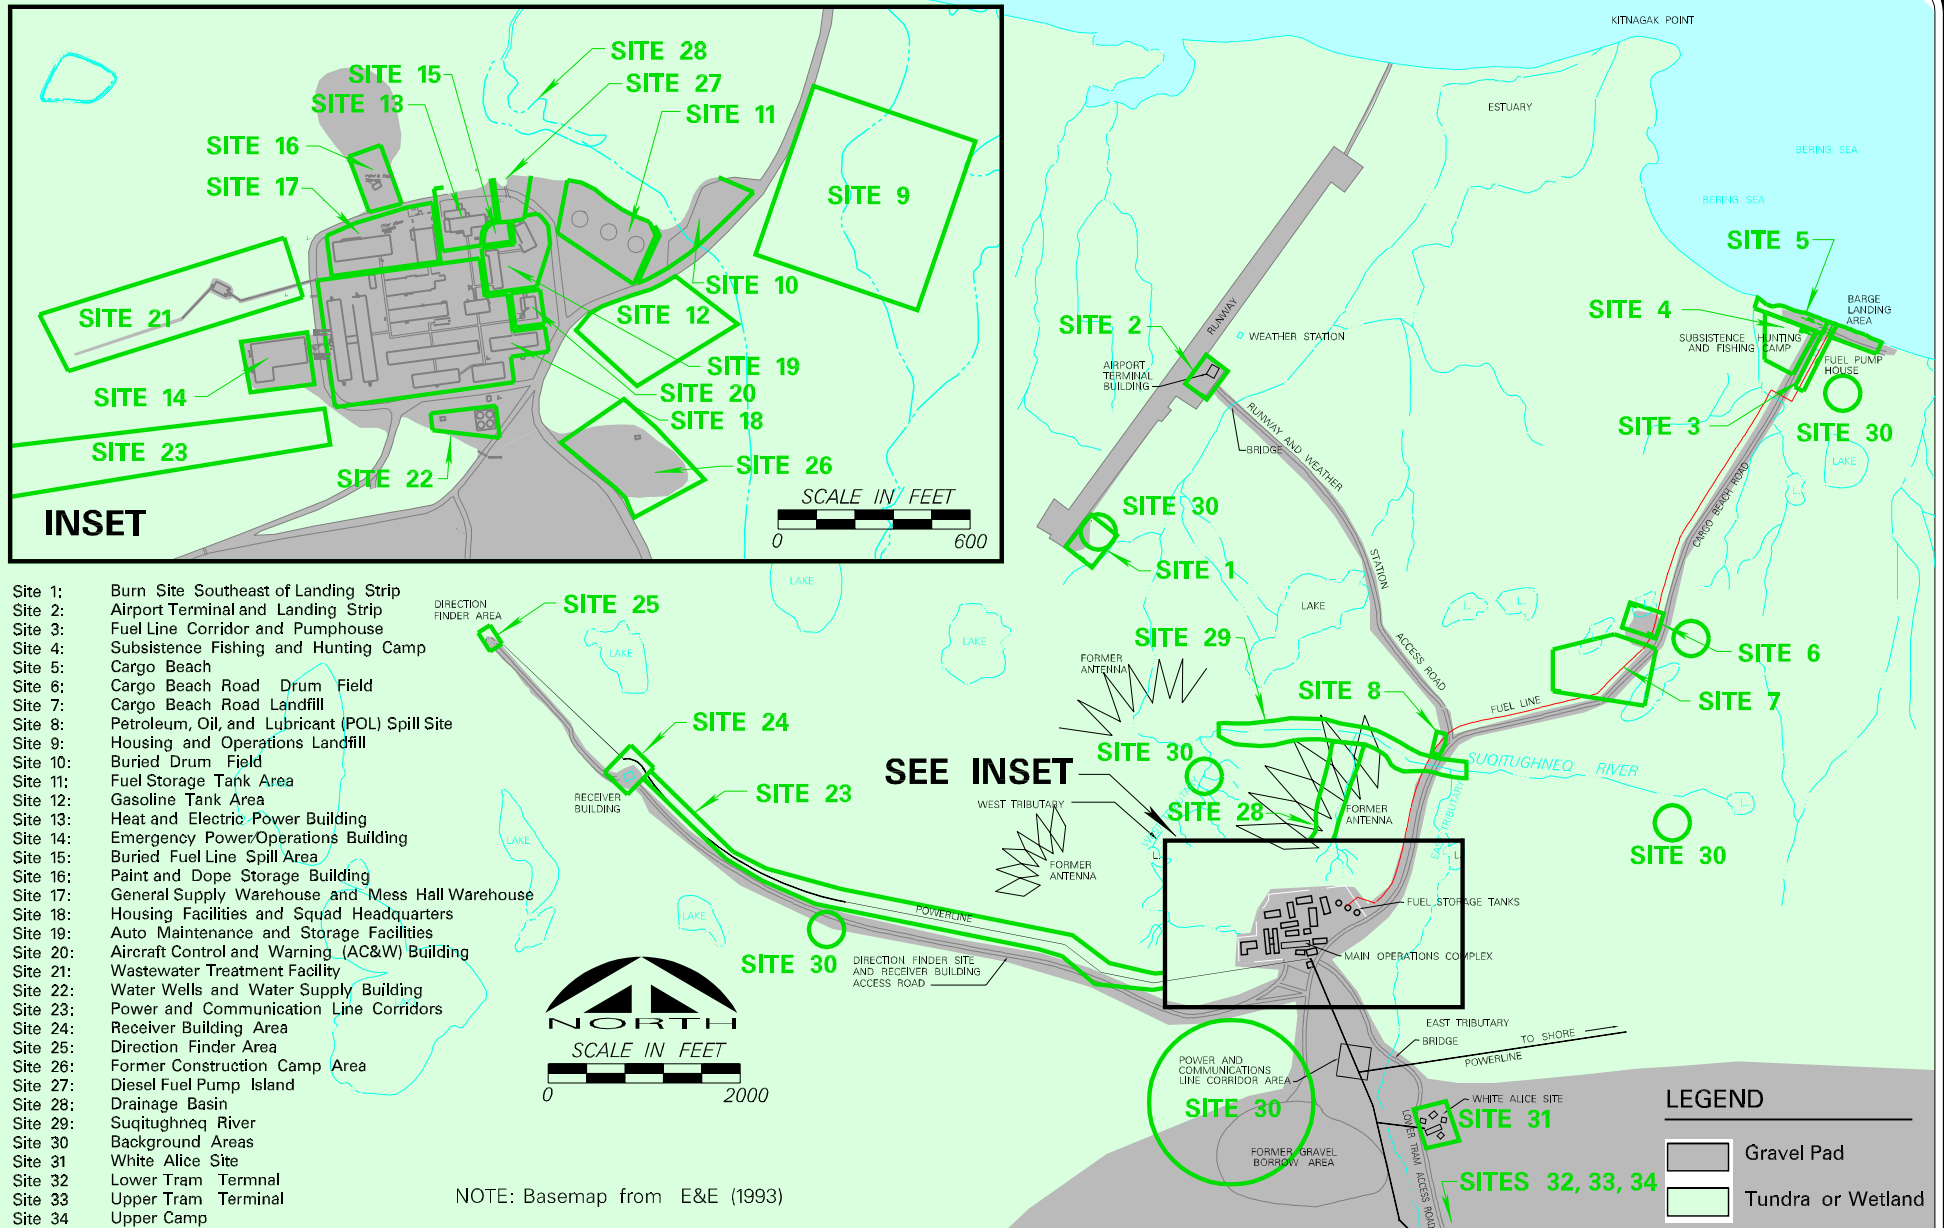 KITNAGAK POINT
SITE 28
SITE 15
SITE 27
SITE 13
SITE 11
SITE 16
SITE 17
SITE 9
SITE 10
SITE 12
SITE 21
SITE 19
SITE 20
SITE 14
SITE 18
SITE 23
SITE 26
SITE 22
SCALE IN FEET
0 600
INSET
ESTUARY
BERING SEA
BERING SEA
SITE 5
SITE 4
BARGE
LANDING
AREA
SUBSISTENCE HUNTING
AND FISHING CAMP
FUEL PUMP
HOUSE
SITE 3
SITE 30
LAKE
CARGO BEACH ROAD
RUNWAY
SITE 2
WEATHER STATION
AIRPORT
TERMINAL
BUILDING
BRIDGE
RUNWAY AND WEATHER
STATION
ACCESS ROAD
SITE 30
SITE 1
LAKE
L.
L.
SITE 6
SITE 7
FUEL LINE
SITE 29
FORMER
ANTENNA
SITE 8
SITE 30
SUQITUGHNEQ RIVER
SEE INSET
WEST TRIBUTARY
WEST TRIBUTARY
SITE 28
FORMER
ANTENNA
EAST TRIBUTARY
L.
L.
L.
SITE 30
FORMER
ANTENNA
LAKE
LAKE
LAKE
LAKE
LAKE
LAKE
LAKE
DIRECTION
FINDER AREA
SITE 25
SITE 24
RECEIVER
BUILDING
SITE 23
POWERLINE
SITE 30
DIRECTION FINDER SITE
AND RECEIVER BUILDING
ACCESS ROAD
FUEL STORAGE TANKS
MAIN OPERATIONS COMPLEX
EAST TRIBUTARY
BRIDGE
TO SHORE
POWERLINE
POWER AND
COMMUNICATIONS
LINE CORRIDOR AREA
SITE 30
FORMER GRAVEL
BORROW AREA
WHITE ALICE SITE
SITE 31
LOWER TRAM ACCESS ROAD
SITES 32, 33, 34
Site 1: Burn Site Southeast of Landing Strip
Site 2: Airport Terminal and Landing Strip
Site 3: Fuel Line Corridor and Pumphouse
Site 4: Subsistence Fishing and Hunting Camp
Site 5: Cargo Beach
Site 6: Cargo Beach Road Drum Field
Site 7: Cargo Beach Road Landfill
Site 8: Petroleum, Oil, and Lubricant (POL) Spill Site
Site 9: Housing and Operations Landfill
Site 10: Buried Drum Field
Site 11: Fuel Storage Tank Area
Site 12: Gasoline Tank Area
Site 13: Heat and Electric Power Building
Site 14: Emergency Power/Operations Building
Site 15: Buried Fuel Line Spill Area
Site 16: Paint and Dope Storage Building
Site 17: General Supply Warehouse and Mess Hall Warehouse
Site 18: Housing Facilities and Squad Headquarters
Site 19: Auto Maintenance and Storage Facilities
Site 20: Aircraft Control and Warning (AC&W) Building
Site 21: Wastewater Treatment Facility
Site 22: Water Wells and Water Supply Building
Site 23: Power and Communication Line Corridors
Site 24: Receiver Building Area
Site 25: Direction Finder Area
Site 26: Former Construction Camp Area
Site 27: Diesel Fuel Pump Island
Site 28: Drainage Basin
Site 29: Suqitughneq River
Site 30 Background Areas
Site 31 White Alice Site
Site 32 Lower Tram Termnal
Site 33 Upper Tram Terminal
Site 34 Upper Camp
NORTH
SCALE IN FEET
0 2000
NOTE: Basemap from E&E (1993)
LEGEND
Gravel Pad
Tundra or Wetland